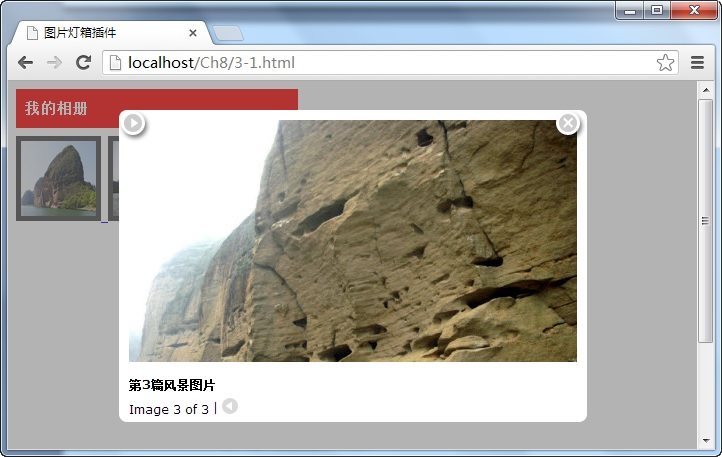 图片灯箱插件
localhost/Ch8/3-1.html
我的相册
第3篇风景图片
Image 3 of 3 |